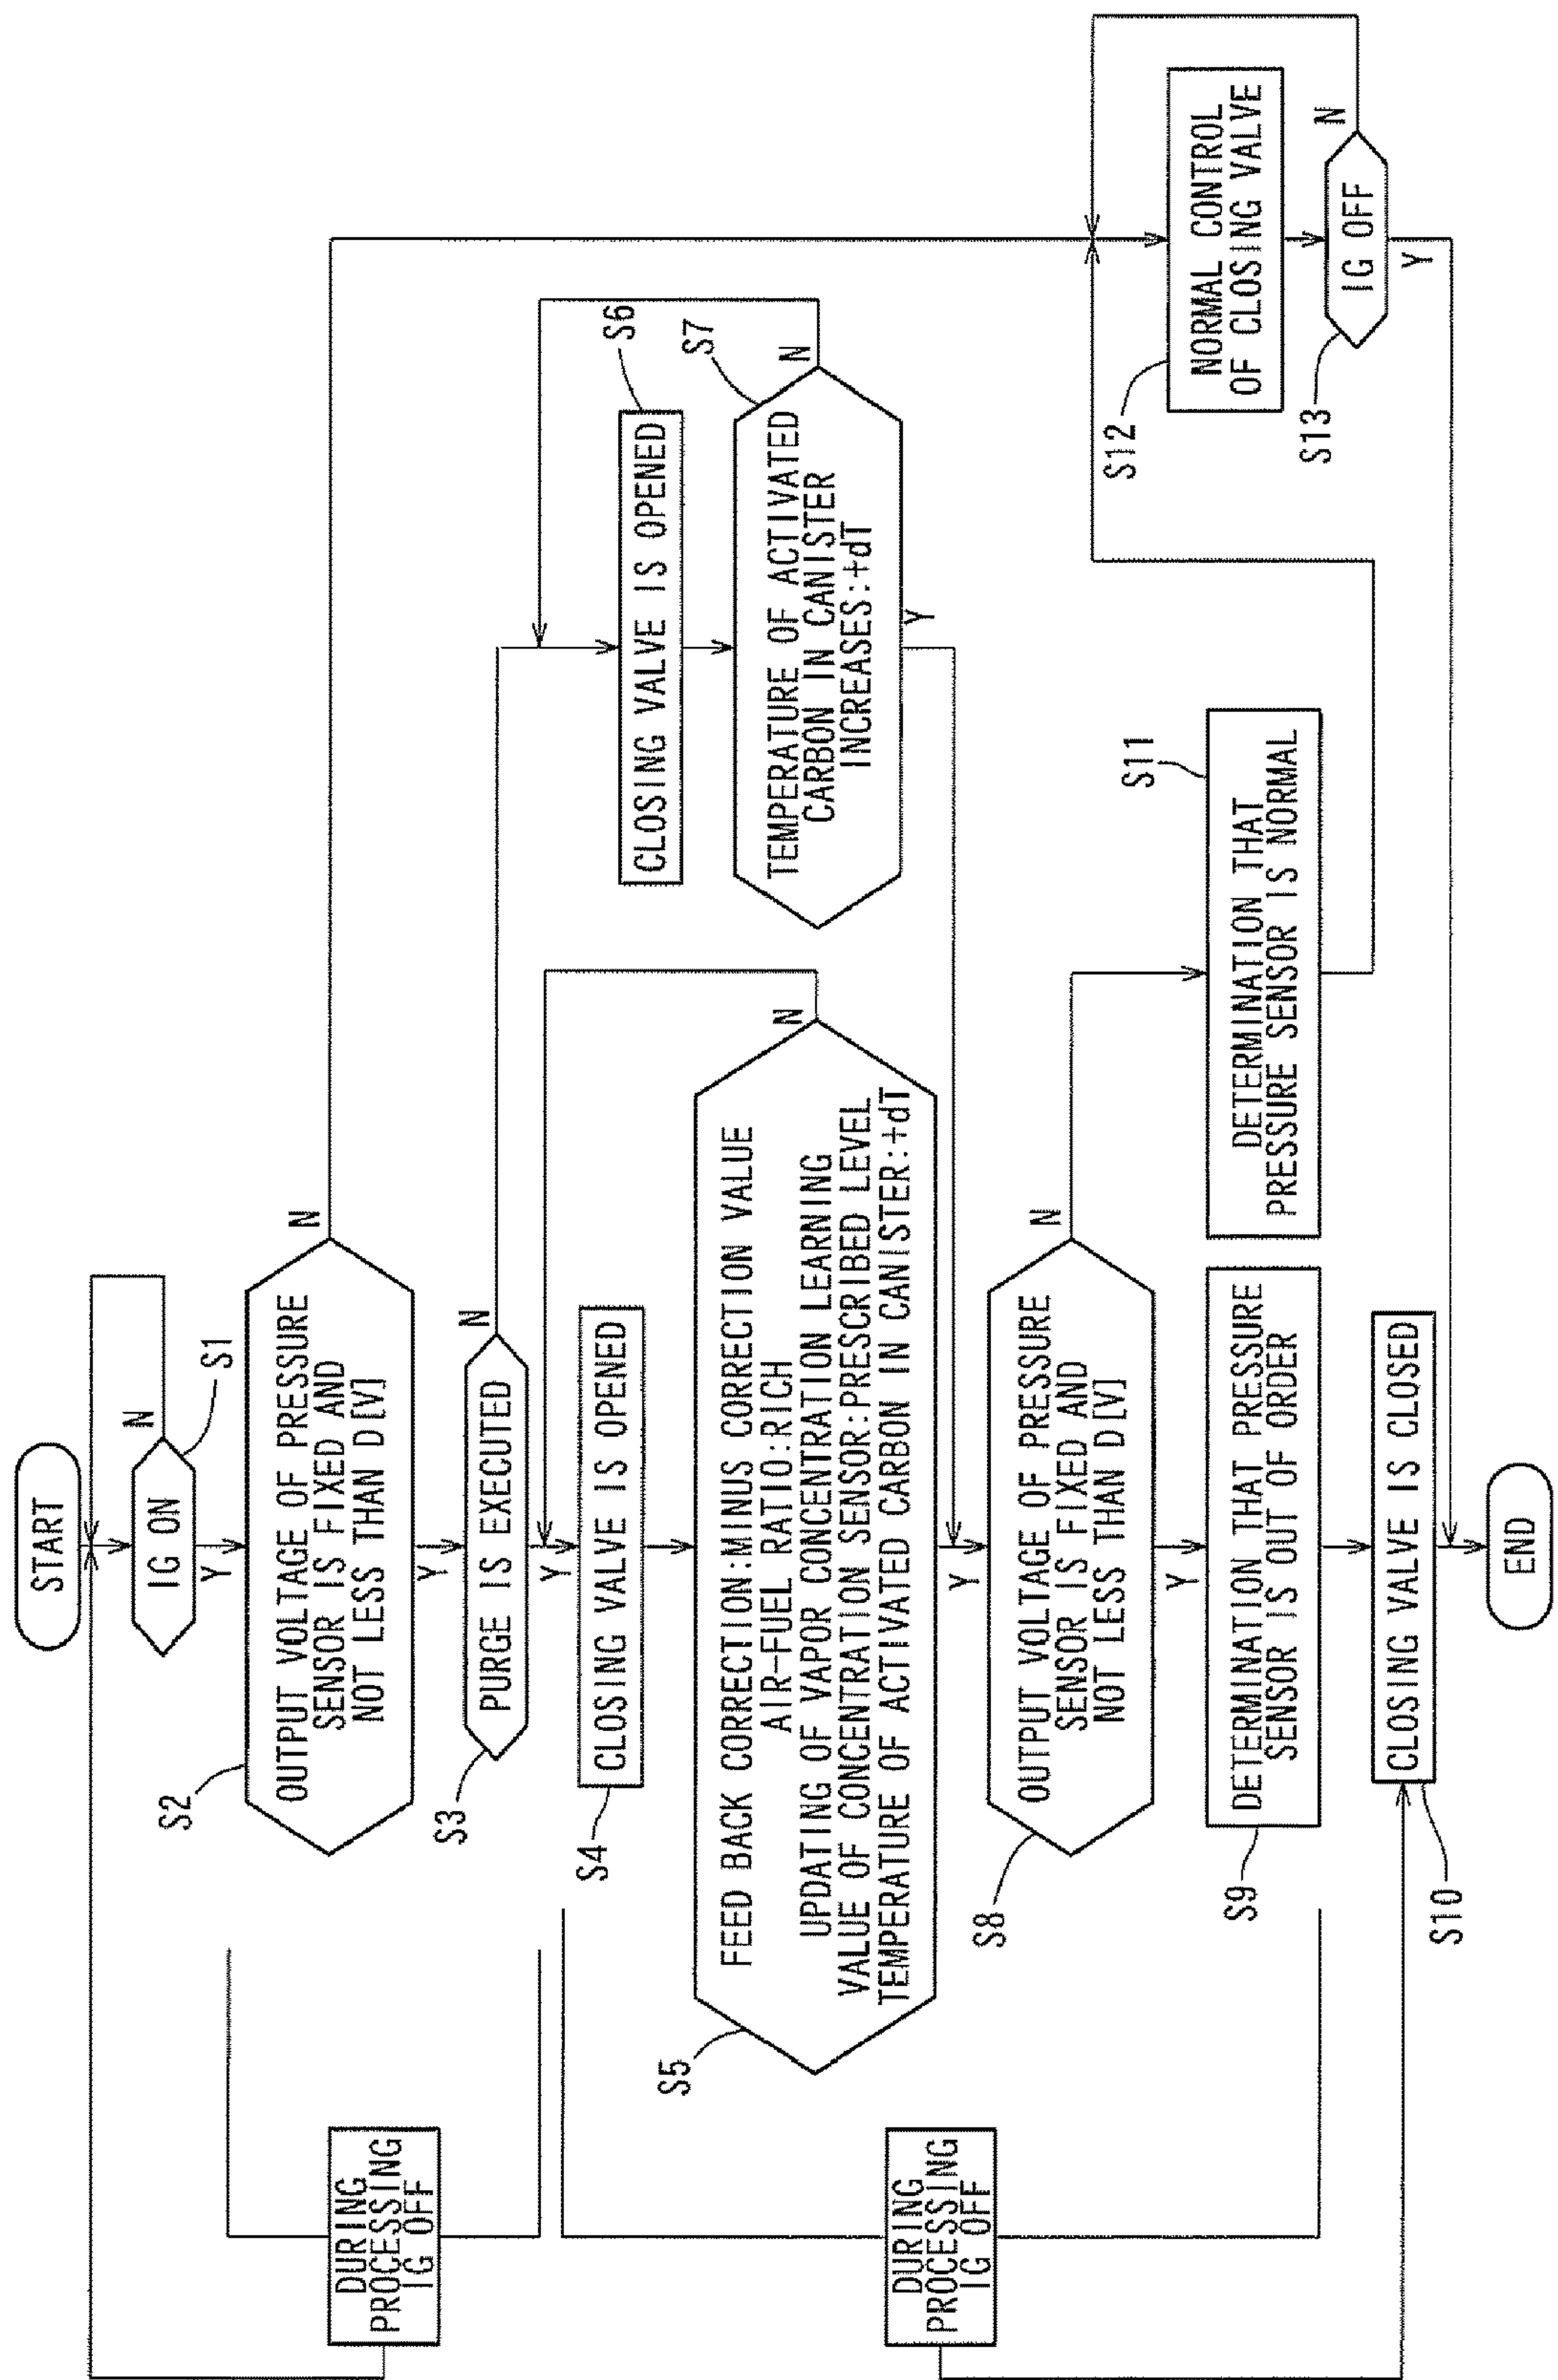 START
IG ON
S1
N
Y
OUTPUT VOLTAGE OF PRESSURE
SENSOR IS FIXED AND
NOT LESS THAN D[V]
S2
N
Y
PURGE IS EXECUTED
S3
N
Y
CLOSING VALVE IS OPENED
S4
FEED BACK CORRECTION:MINUS CORRECTION VALUE
AIR-FUEL RATIO:RICH
UPDATING OF VAPOR CONCENTRATION LEARNING
VALUE OF CONCENTRATION SENSOR:PRESCRIBED LEVEL
TEMPERATURE OF ACTIVATED CARBON IN CANISTER:+dT
S5
N
Y
CLOSING VALVE IS OPENED
S6
TEMPERATURE OF ACTIVATED
CARBON IN CANISTER
INCREASES:+dT
S7
N
Y
OUTPUT VOLTAGE OF PRESSURE
SENSOR IS FIXED AND
NOT LESS THAN D[V]
S8
N
Y
DETERMINATION THAT PRESSURE
SENSOR IS OUT OF ORDER
S9
CLOSING VALVE IS CLOSED
S10
DETERMINATION THAT
PRESSURE SENSOR IS NORMAL
S11
NORMAL CONTROL
OF CLOSING VALVE
S12
IG OFF
S13
N
Y
END
DURING
PROCESSING
IG OFF
DURING
PROCESSING
IG OFF